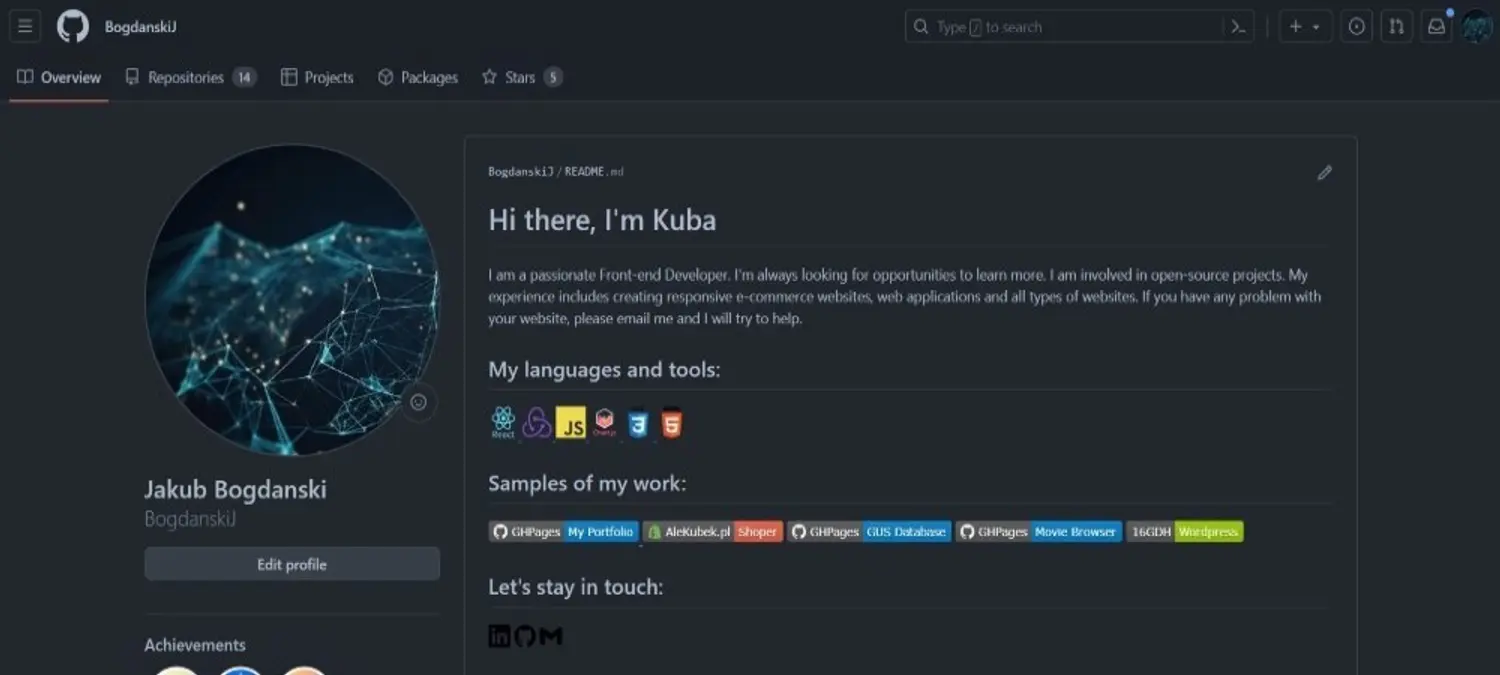 BogdanskiJ
Type / to search
Overview
Repositories 14
Projects
Packages
Stars 5
BogdanskiJ / README.md
Hi there, I'm Kuba
I am a passionate Front-end Developer. I'm always looking for opportunities to learn more. I am involved in open-source projects. My
experience includes creating responsive e-commerce websites, web applications and all types of websites. If you have any problem with
your website, please email me and I will try to help.
My languages and tools:
React JS 3 5
Samples of my work:
GHPages My Portfolio AleKubek.pl Shoper GHPages GUS Database GHPages Movie Browser 16GDH Wordpress
Let's stay in touch:
in
Jakub Bogdanski
BogdanskiJ
Edit profile
Achievements